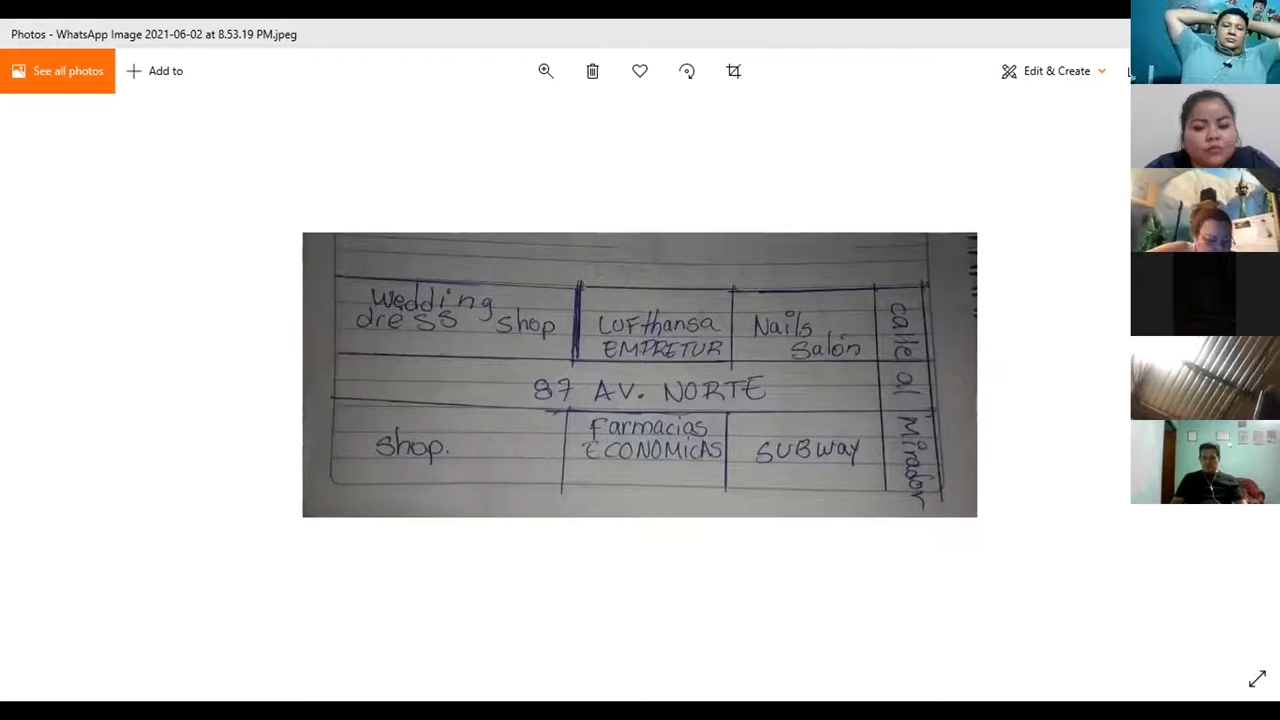 Photos - WhatsApp Image 2021-06-02 at 8.53.19 PM.jpeg
See all photos
Add to
Edit & Create
Wedding
dress shop
LUFthansa
EMPRETUR
Nails
Salón
calle al Mirador
87 AV. NORTE
shop.
Farmacias
ECONOMICAS
SUBWay